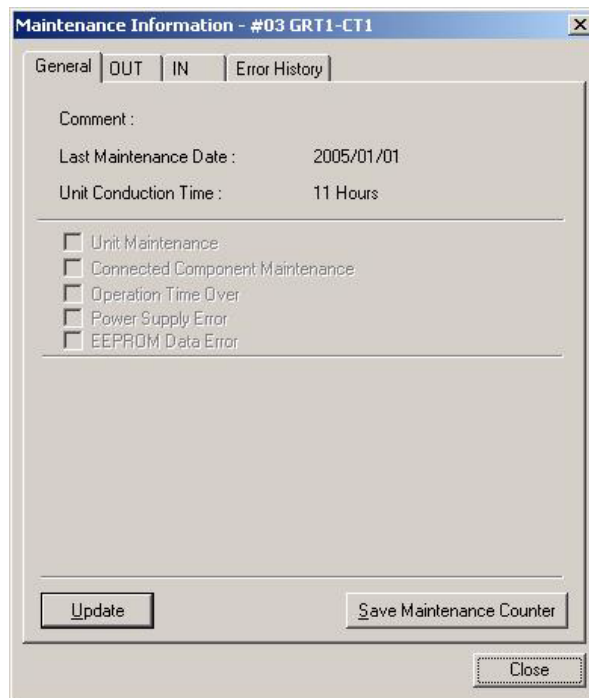 Maintenance Information - #03 GRT1-CT1
General OUT IN Error History
Comment :
Last Maintenance Date : 2005/01/01
Unit Conduction Time : 11 Hours
Unit Maintenance
Connected Component Maintenance
Operation Time Over
Power Supply Error
EEPROM Data Error
Update Save Maintenance Counter
Close